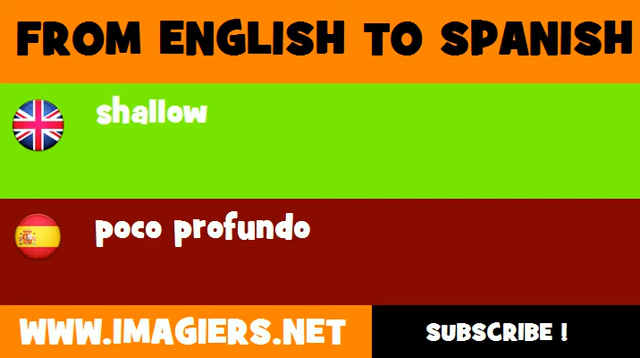 FROM ENGLISH TO SPANISH
shallow
poco profundo
WWW.IMAGIERS.NET
SUBSCRIBE !